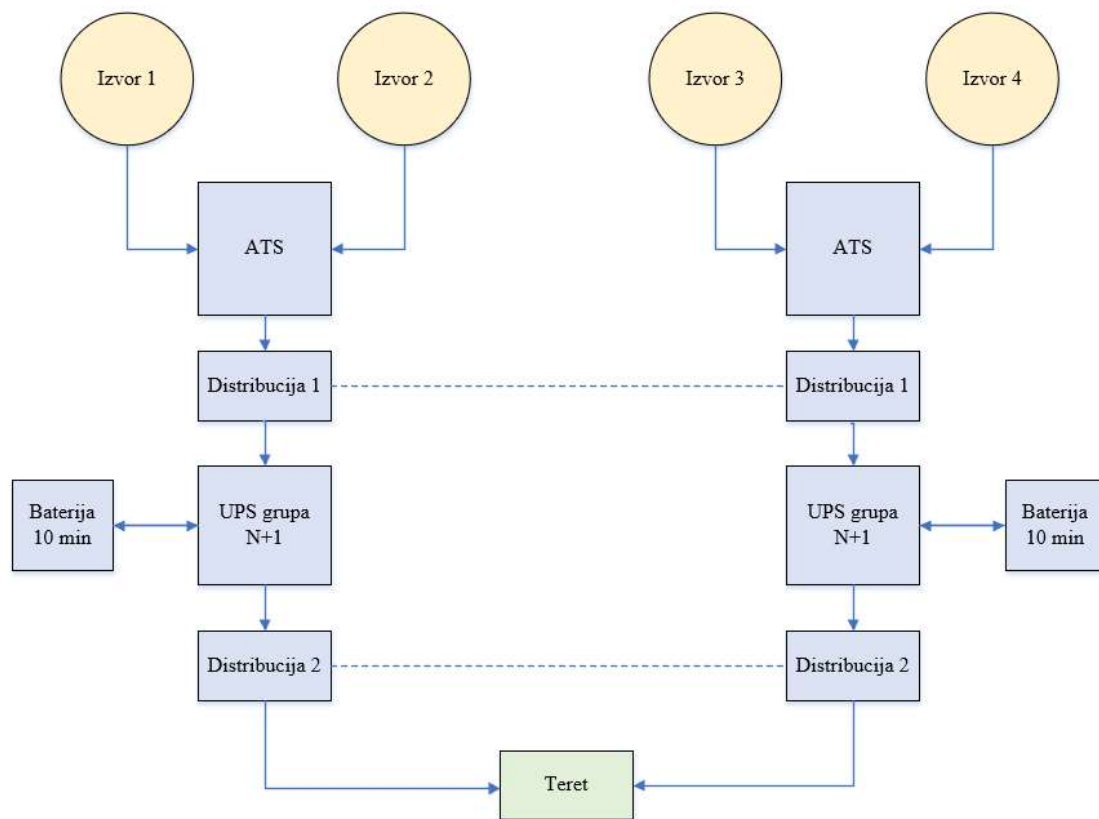 Izvor 1
Izvor 2
Izvor 3
Izvor 4
ATS
ATS
Distribucija 1
Distribucija 1
Baterija
10 min
UPS grupa
N+1
UPS grupa
N+1
Baterija
10 min
Distribucija 2
Distribucija 2
Teret